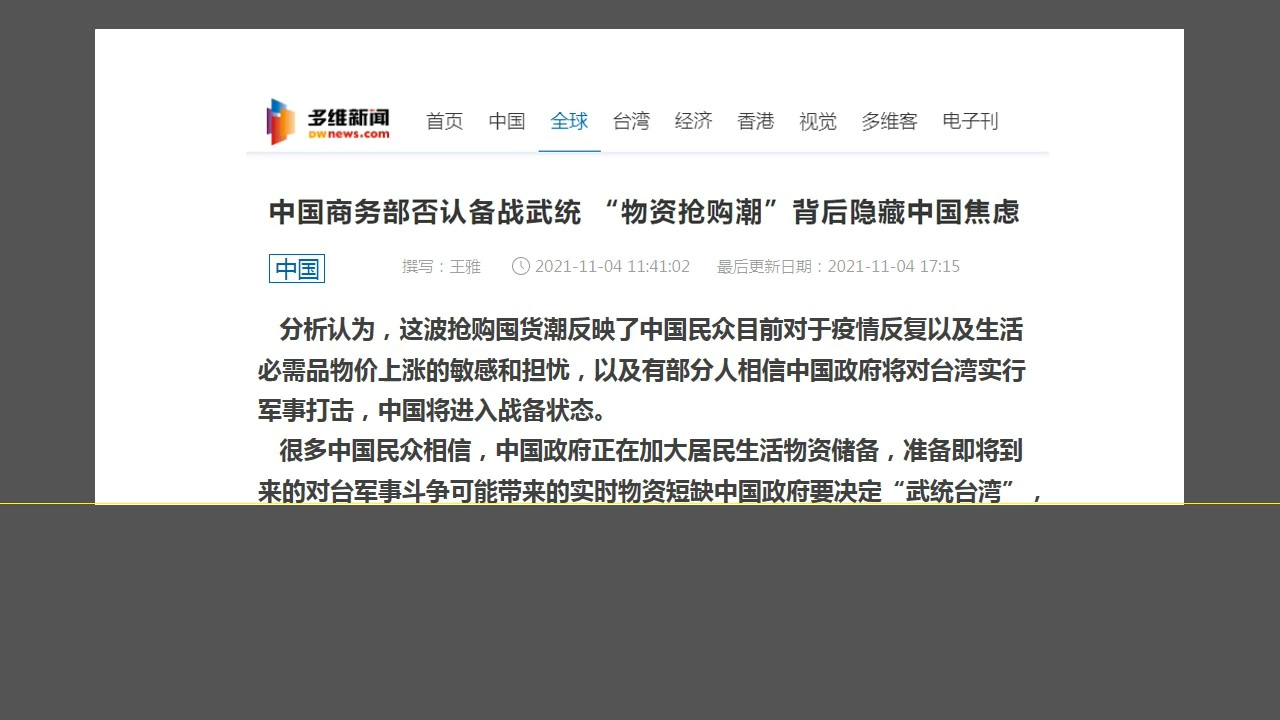 多维新闻
DWnews.com
首页 中国 全球 台湾 经济 香港 视觉 多维客 电子刊
中国商务部否认备战武统 “物资抢购潮”背后隐藏中国焦虑
中国 撰写：王雅 2021-11-04 11:41:02 最后更新日期：2021-11-04 17:15
分析认为，这波抢购囤货潮反映了中国民众目前对于疫情反复以及生活
必需品物价上涨的敏感和担忧，以及有部分人相信中国政府将对台湾实行
军事打击，中国将进入战备状态。
很多中国民众相信，中国政府正在加大居民生活物资储备，准备即将到
来的对台军事斗争可能带来的实时物资短缺中国政府要决定“武统台湾”，